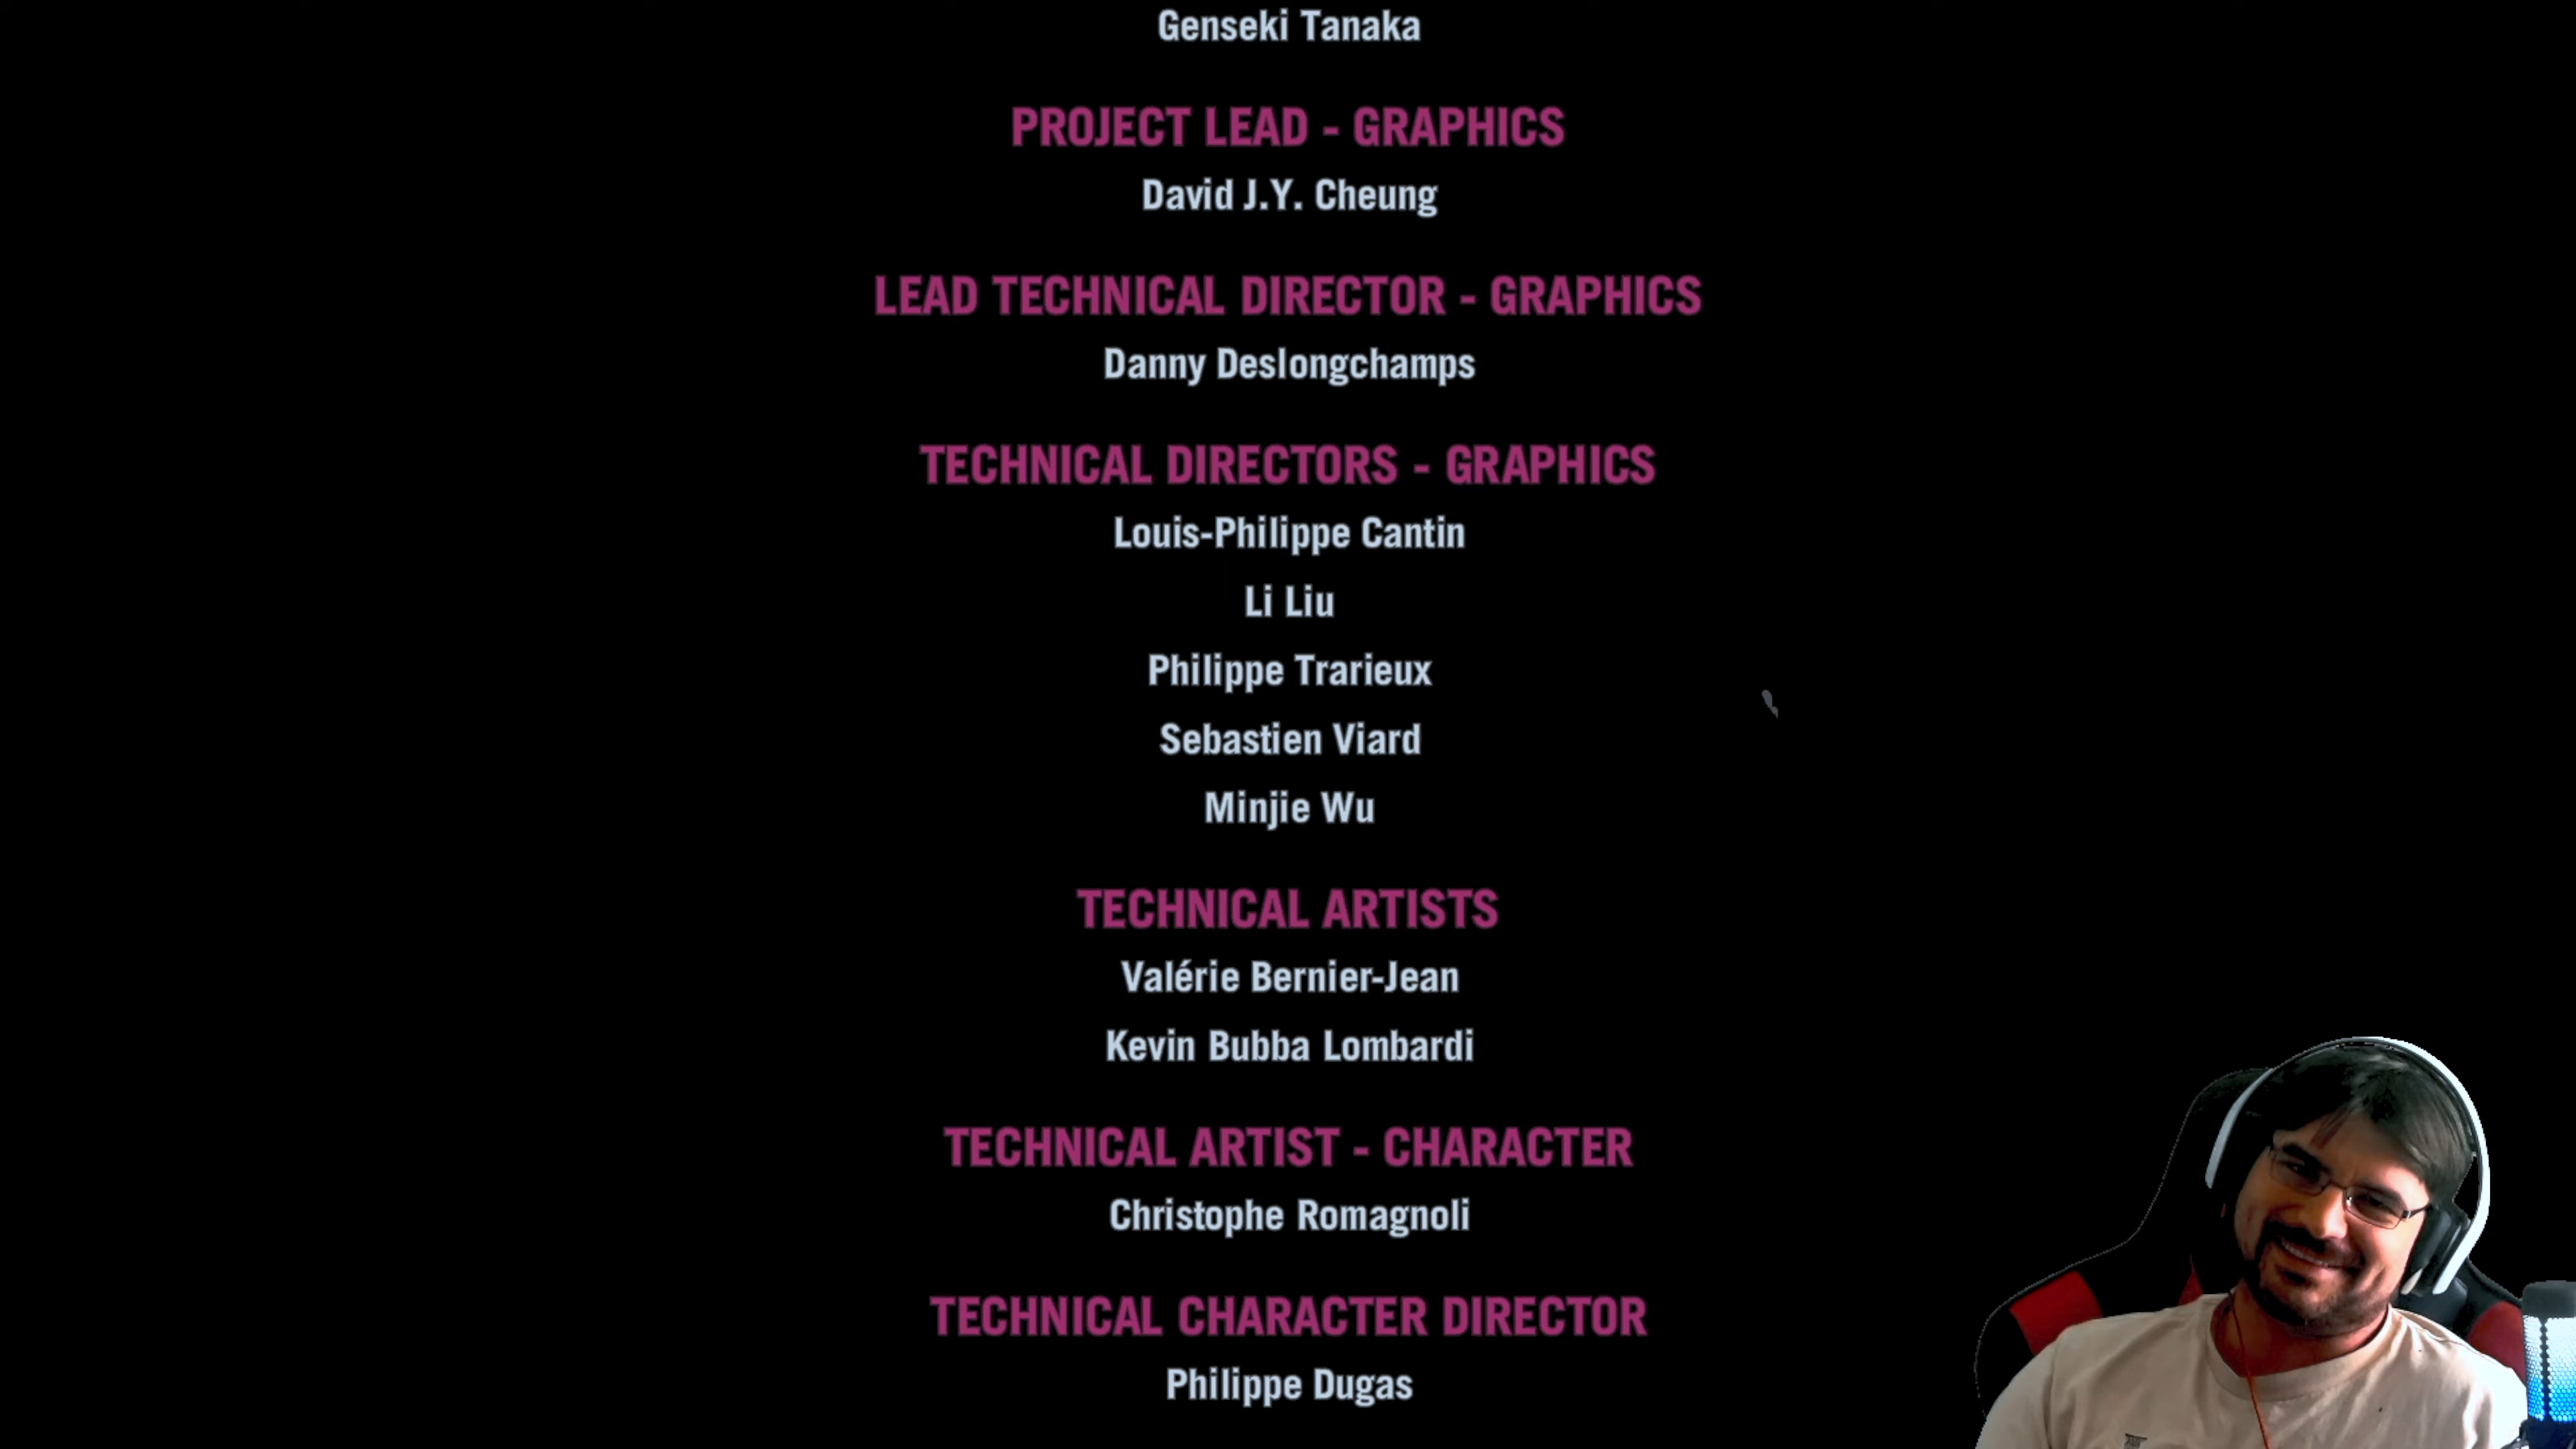 Genseki Tanaka
PROJECT LEAD - GRAPHICS
David J.Y. Cheung
LEAD TECHNICAL DIRECTOR - GRAPHICS
Danny Deslongchamps
TECHNICAL DIRECTORS - GRAPHICS
Louis-Philippe Cantin
Li Liu
Philippe Trarieux
Sebastien Viard
Minjie Wu
TECHNICAL ARTISTS
Valérie Bernier-Jean
Kevin Bubba Lombardi
TECHNICAL ARTIST - CHARACTER
Christophe Romagnoli
TECHNICAL CHARACTER DIRECTOR
Philippe Dugas